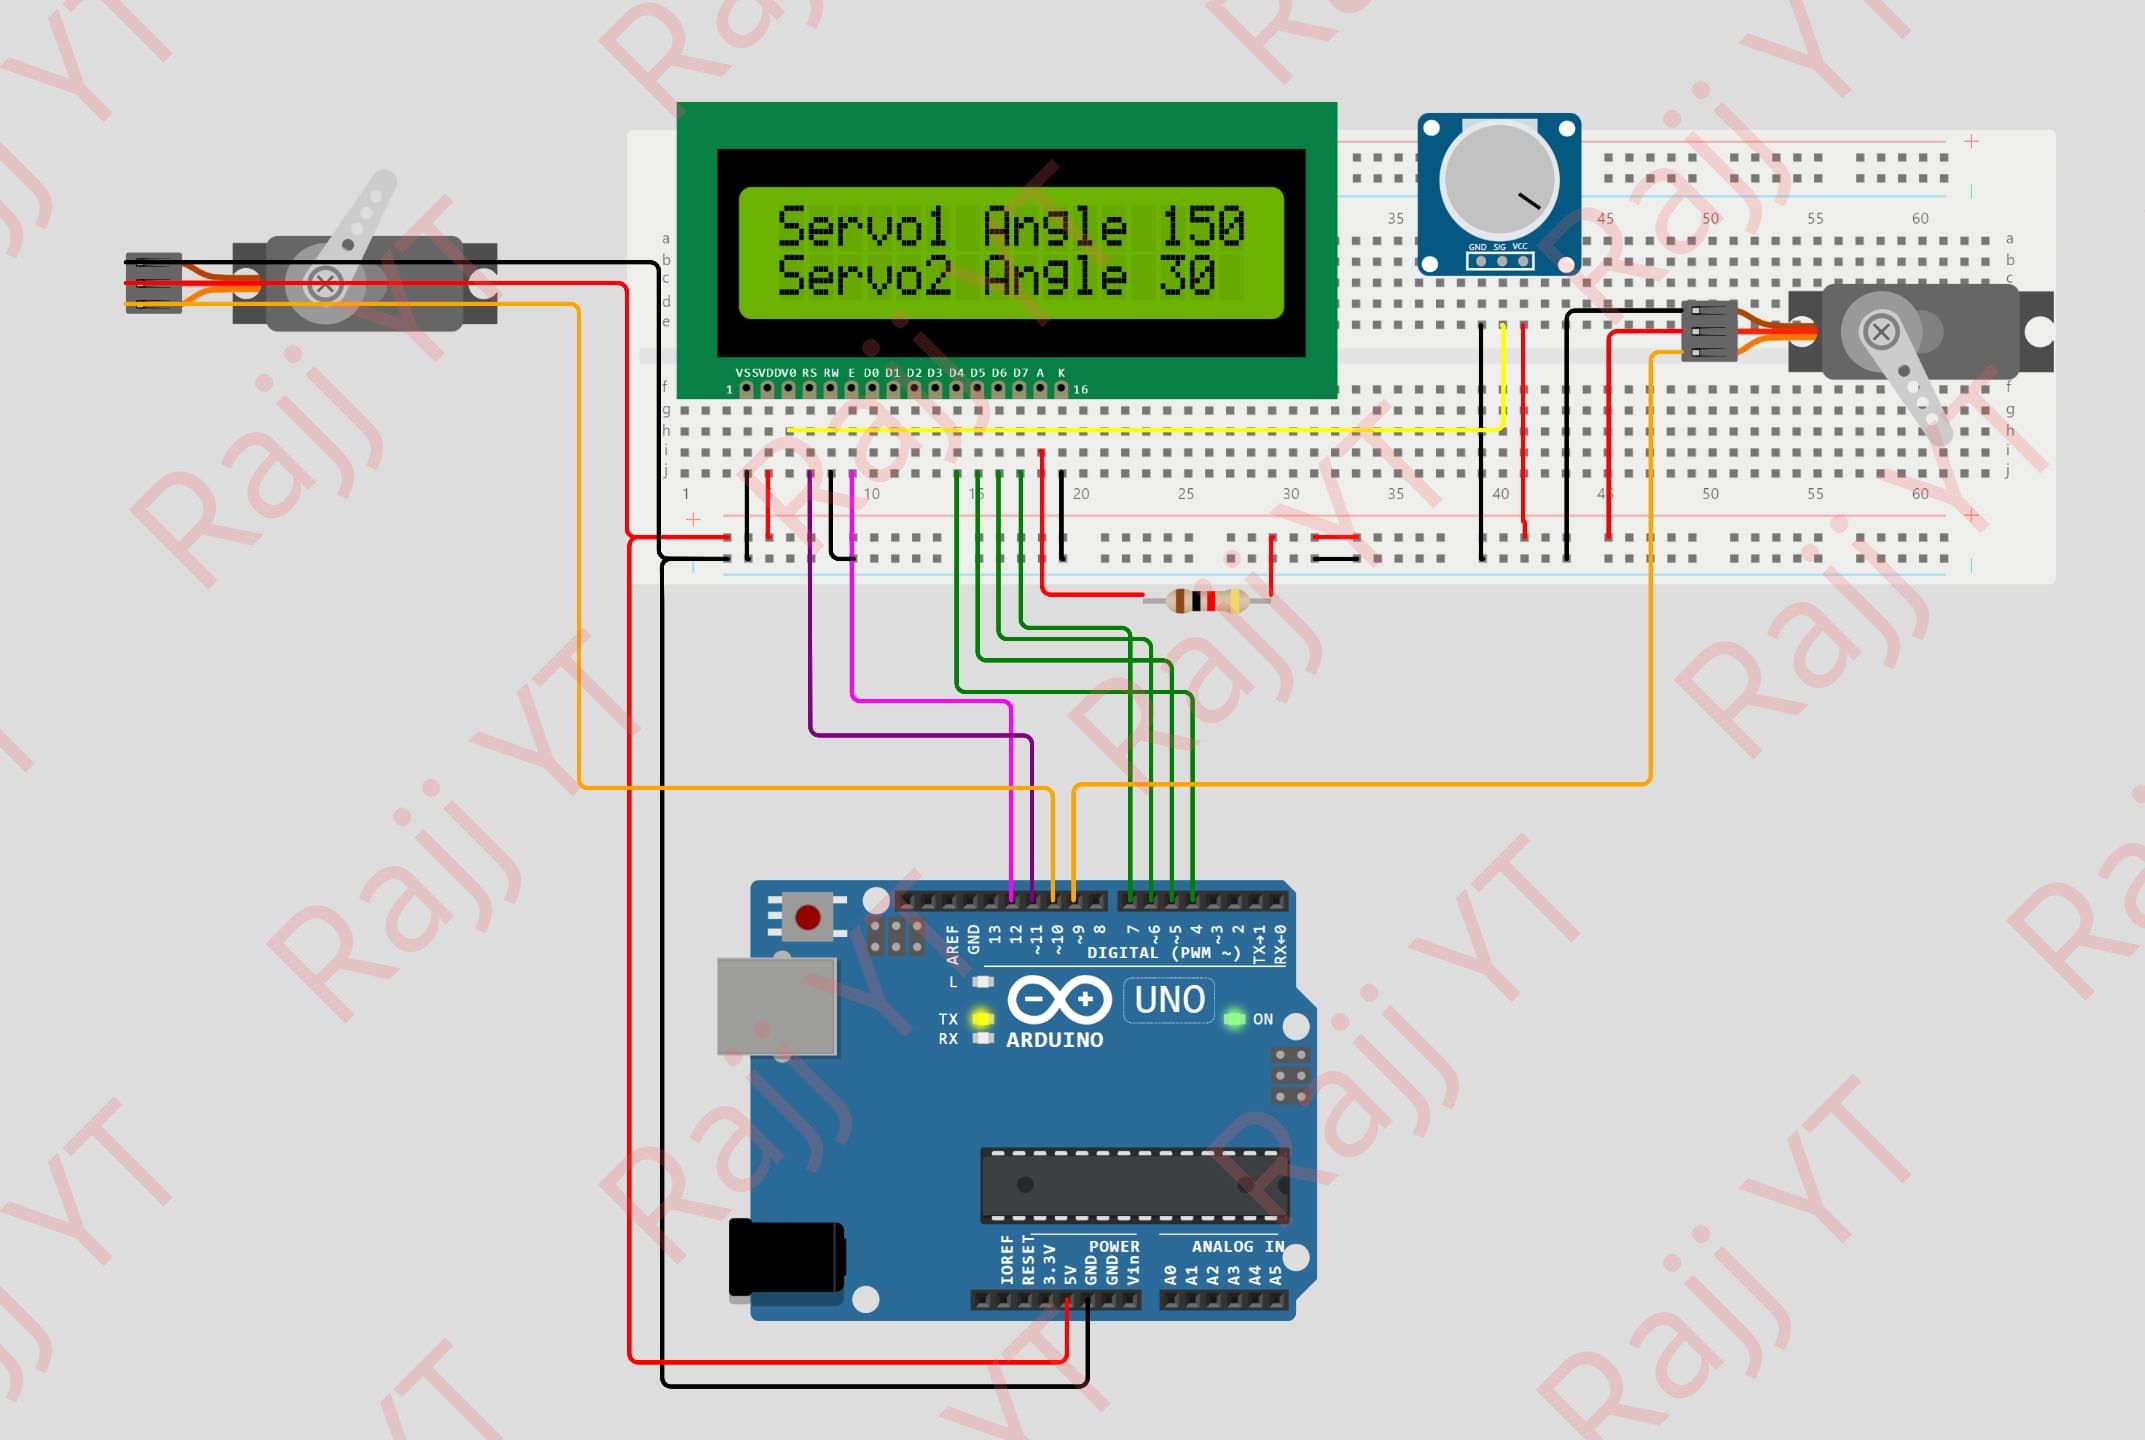 Rajj YT
Servo1 Angle 150
Servo2 Angle 30
VSS VDD V0 RS RW E D0 D1 D2 D3 D4 D5 D6 D7 A K
1 16
GND SIG VCC
35 45 50 55 60
a a
b b
c c
d
e
f f
g g
h h
i i
j j
1 5 10 15 20 25 30 35 40 45 50 55 60
AREF GND 13 12 ~11 ~10 ~9 8 7 ~6 ~5 4 ~3 2 TX→1 RX←0
DIGITAL (PWM ~)
L
TX
RX
UNO
ON
ARDUINO
POWER
ANALOG IN
IOREF RESET 3.3V 5V GND GND Vin A0 A1 A2 A3 A4 A5